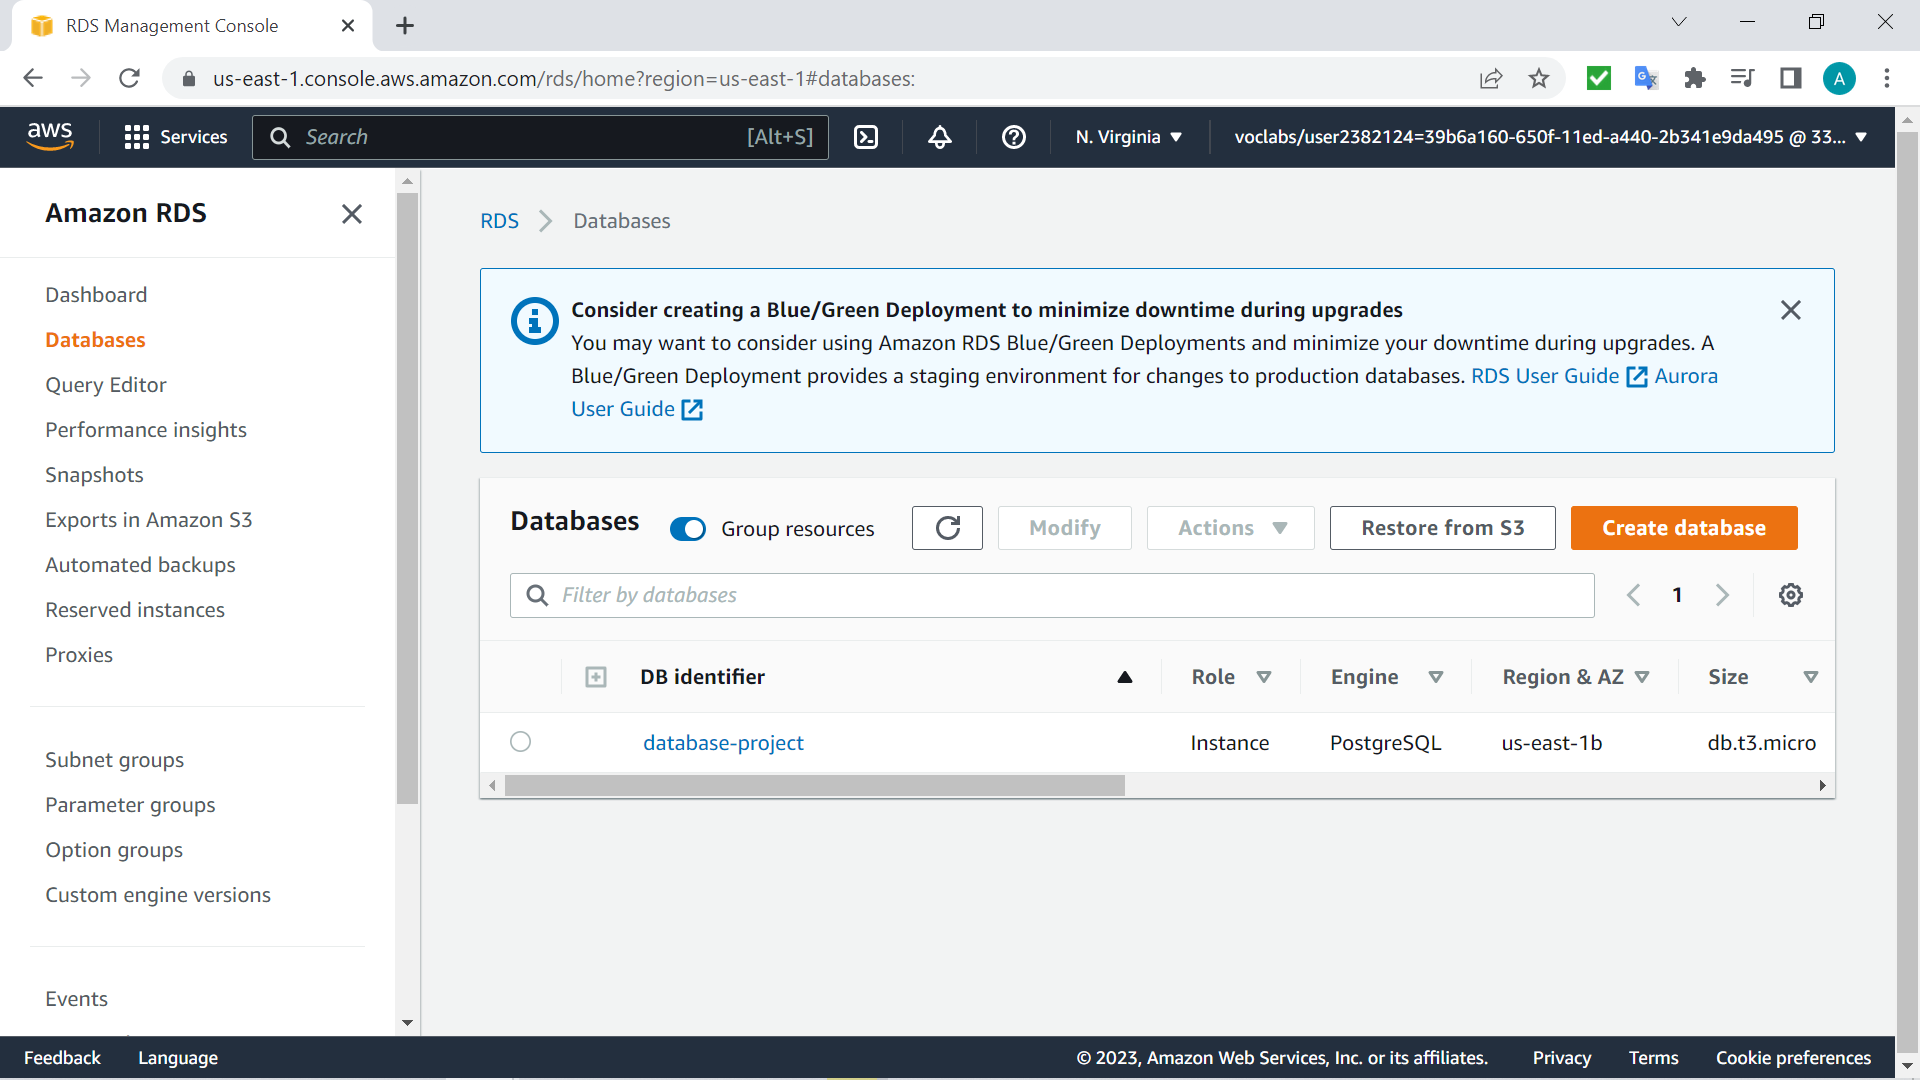 RDS Management Console
us-east-1.console.aws.amazon.com/rds/home?region=us-east-1#databases:
A
aws
Services
Search
[Alt+S]
N. Virginia
voclabs/user2382124=39b6a160-650f-11ed-a440-2b341e9da495 @ 33...
Amazon RDS
Dashboard
Databases
Query Editor
Performance insights
Snapshots
Exports in Amazon S3
Automated backups
Reserved instances
Proxies
Subnet groups
Parameter groups
Option groups
Custom engine versions
Events
RDS
Databases
Consider creating a Blue/Green Deployment to minimize downtime during upgrades
You may want to consider using Amazon RDS Blue/Green Deployments and minimize your downtime during upgrades. A
Blue/Green Deployment provides a staging environment for changes to production databases. RDS User Guide Aurora
User Guide
Databases
Group resources
Modify
Actions
Restore from S3
Create database
Filter by databases
1
DB identifier Role Engine Region & AZ Size
database-project Instance PostgreSQL us-east-1b db.t3.micro
Feedback
Language
© 2023, Amazon Web Services, Inc. or its affiliates.
Privacy
Terms
Cookie preferences